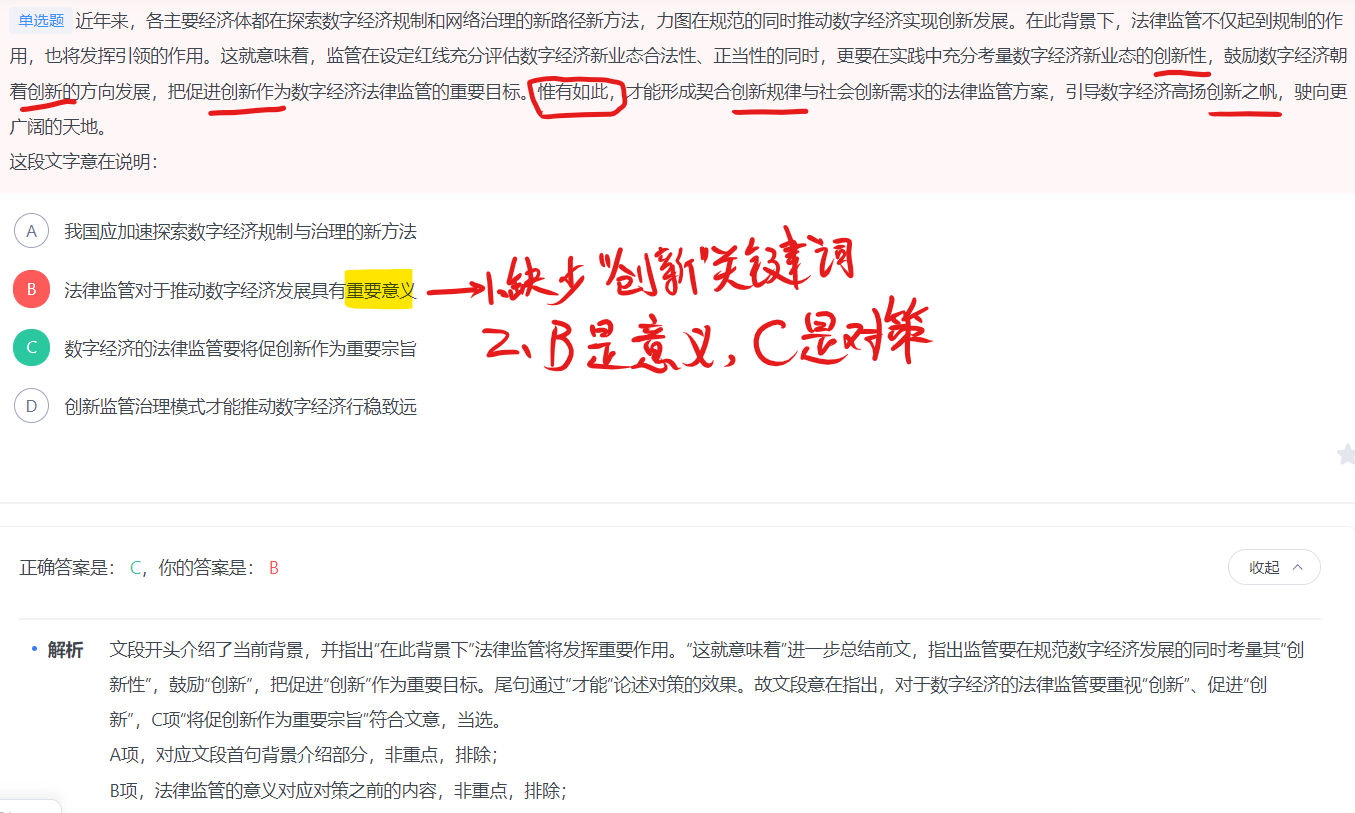 单选题 近年来，各主要经济体都在探索数字经济规制和网络治理的新路径新方法，力图在规范的同时推动数字经济实现创新发展。在此背景下，法律监管不仅起到规制的作
用，也将发挥引领的作用。这就意味着，监管在设定红线充分评估数字经济新业态合法性、正当性的同时，更要在实践中充分考量数字经济新业态的创新性，鼓励数字经济朝
着创新的方向发展，把促进创新作为数字经济法律监管的重要目标。惟有如此，才能形成契合创新规律与社会创新需求的法律监管方案，引导数字经济高扬创新之帆，驶向更
广阔的天地。
这段文字意在说明：
A 我国应加速探索数字经济规制与治理的新方法
B 法律监管对于推动数字经济发展具有重要意义
1.缺少“创新”关键词
2、B是意义，C是对策
C 数字经济的法律监管要将促创新作为重要宗旨
D 创新监管治理模式才能推动数字经济行稳致远
正确答案是： C，你的答案是： B
收起
解析 文段开头介绍了当前背景，并指出“在此背景下”法律监管将发挥重要作用。“这就意味着”进一步总结前文，指出监管要在规范数字经济发展的同时考量其“创
新性”，鼓励“创新”，把促进“创新”作为重要目标。尾句通过“才能”论述对策的效果。故文段意在指出，对于数字经济的法律监管要重视“创新”、促进“创
新”，C项“将促创新作为重要宗旨”符合文意，当选。
A项，对应文段首句背景介绍部分，非重点，排除；
B项，法律监管的意义对应对策之前的内容，非重点，排除；